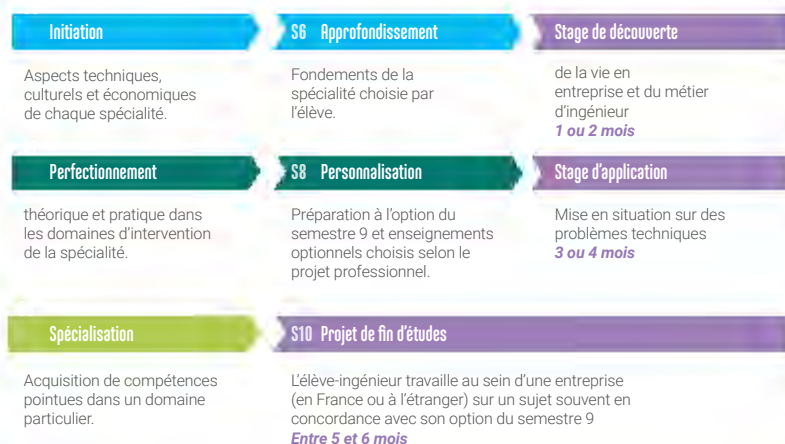 Initiation
S6 Approfondissement
Stage de découverte
Aspects techniques,
culturels et économiques
de chaque spécialité.
Fondements de la
spécialité choisie par
l'élève.
de la vie en
entreprise et du métier
d'ingénieur
1 ou 2 mois
Perfectionnement
S8 Personnalisation
Stage d'application
théorique et pratique dans
les domaines d'intervention
de la spécialité.
Préparation à l'option du
semestre 9 et enseignements
optionnels choisis selon le
projet professionnel.
Mise en situation sur des
problèmes techniques
3 ou 4 mois
Spécialisation
S10 Projet de fin d'études
Acquisition de compétences
pointues dans un domaine
particulier.
L'élève-ingénieur travaille au sein d'une entreprise
(en France ou à l'étranger) sur un sujet souvent en
concordance avec son option du semestre 9
Entre 5 et 6 mois